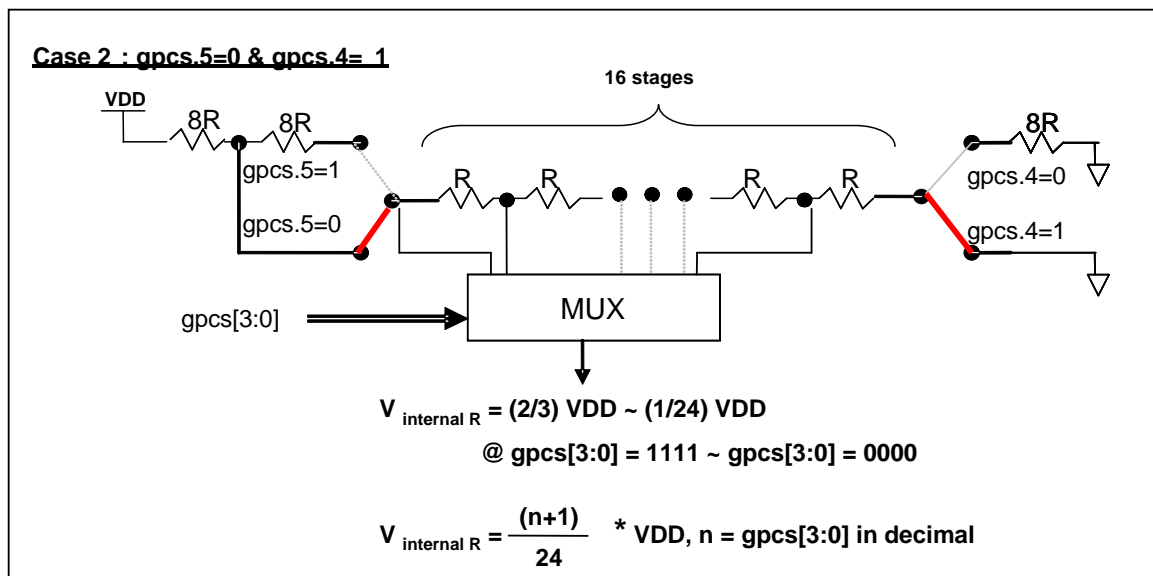 Case 2 : gpcs.5=0 & gpcs.4= 1
16 stages
VDD
8R 8R 8R
gpcs.5=1
R R R R
gpcs.4=0
gpcs.5=0
gpcs.4=1
MUX
gpcs[3:0]
V internal R = (2/3) VDD ~ (1/24) VDD
@ gpcs[3:0] = 1111 ~ gpcs[3:0] = 0000
(n+1)
V internal R = * VDD, n = gpcs[3:0] in decimal
24